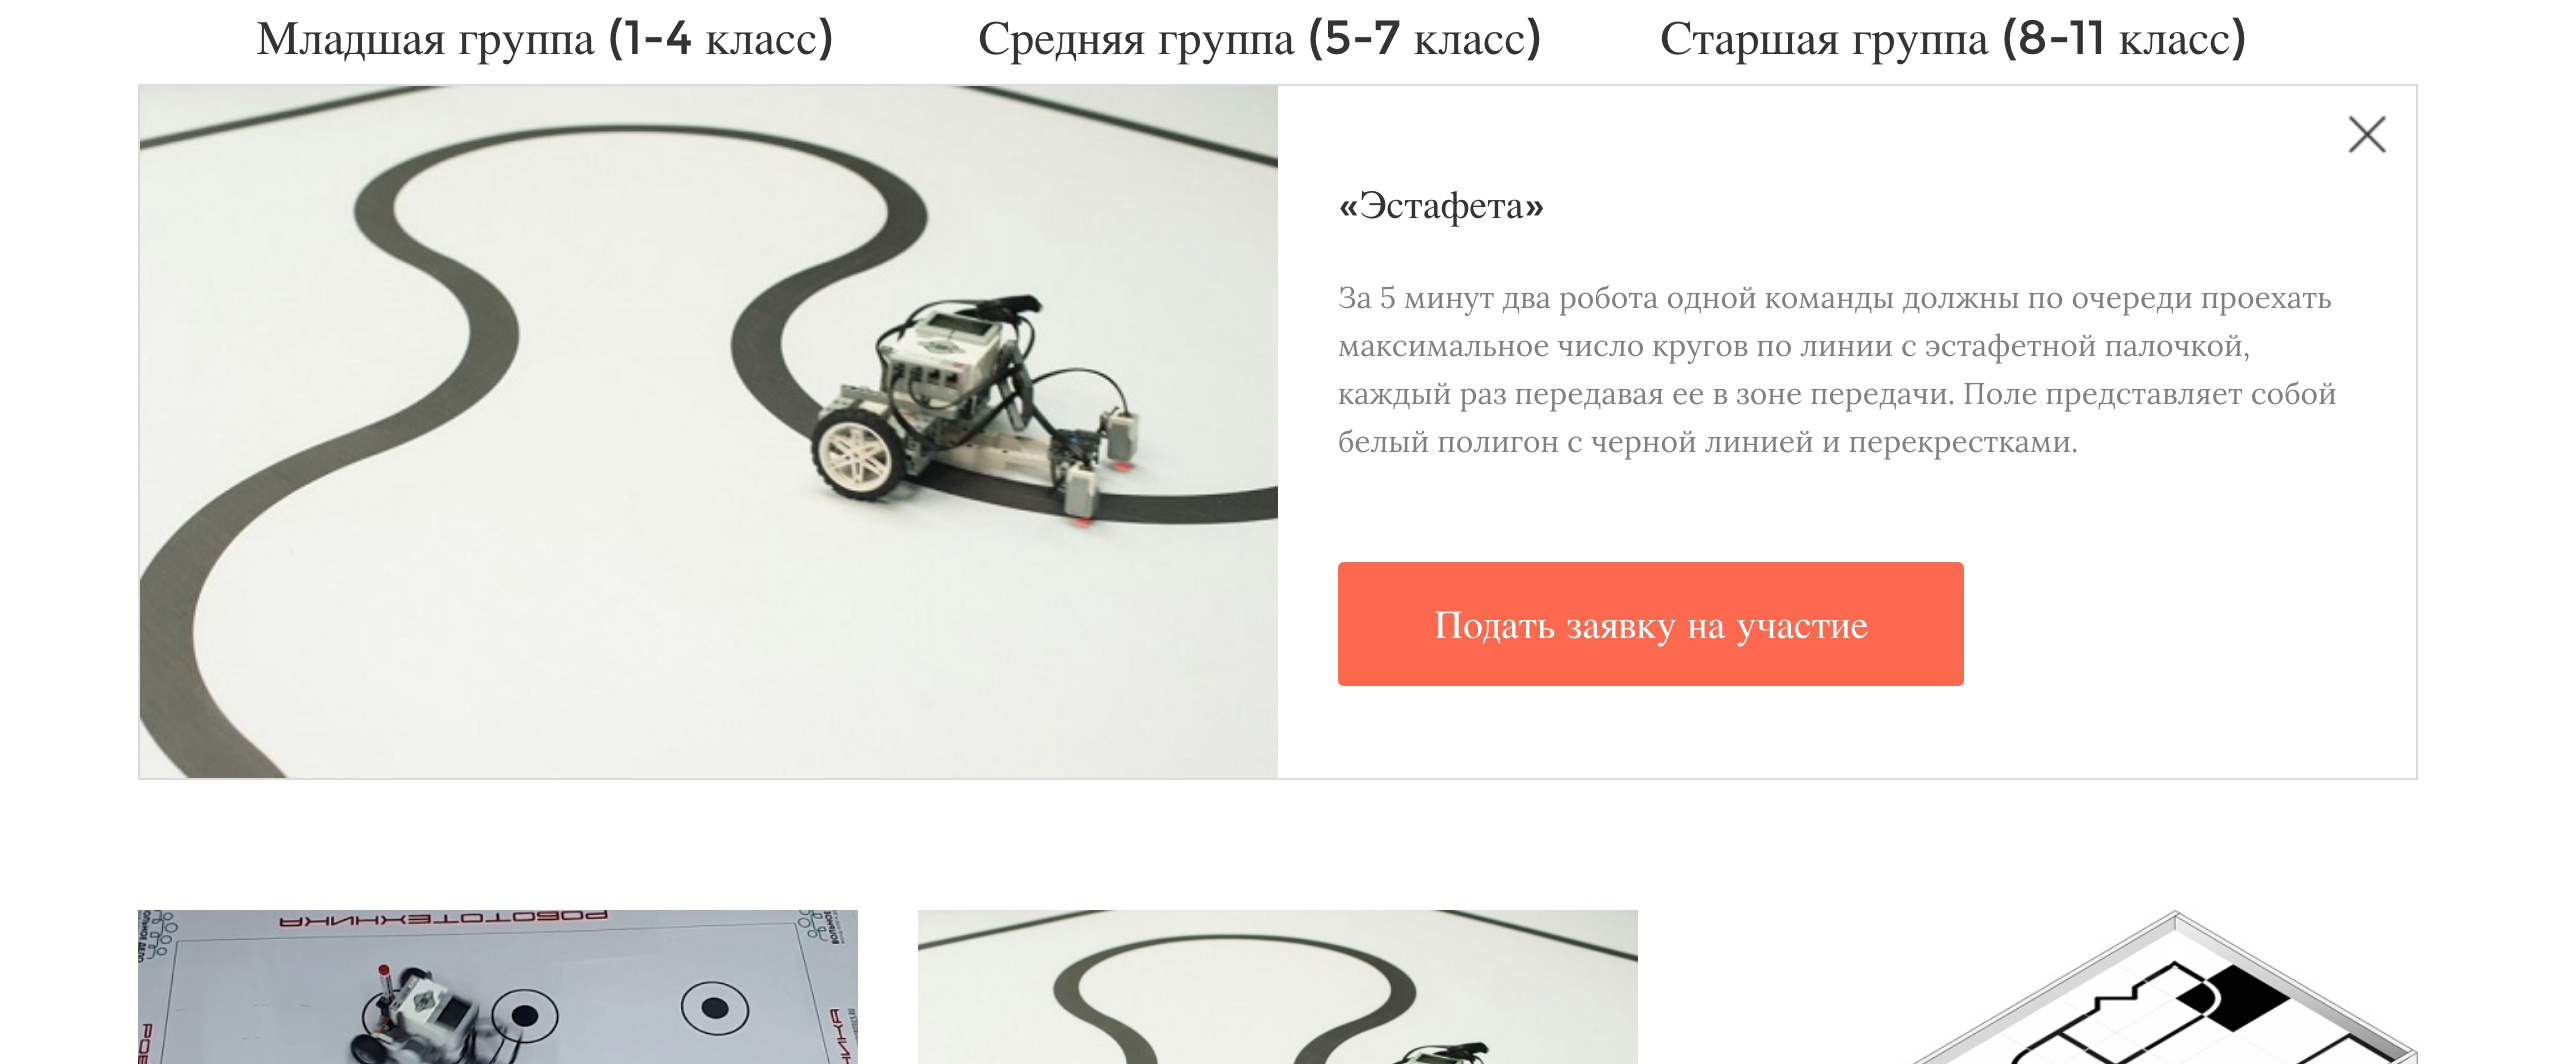 Младшая группа (1-4 класс)
Средняя группа (5-7 класс)
Старшая группа (8-11 класс)
«Эстафета»
За 5 минут два робота одной команды должны по очереди проехать
максимальное число кругов по линии с эстафетной палочкой,
каждый раз передавая ее в зоне передачи. Поле представляет собой
белый полигон с черной линией и перекрестками.
Подать заявку на участие
РОБОТОТЕХНИКА